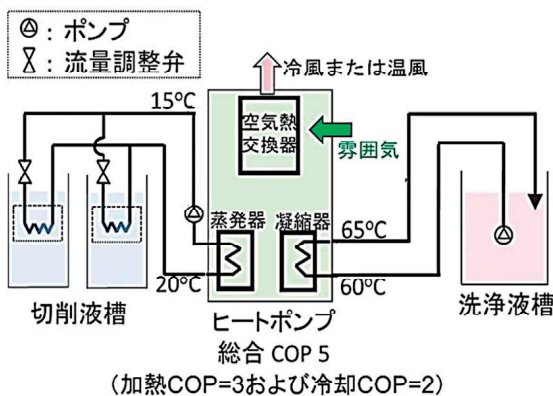 ：ポンプ
：流量調整弁
冷風または温風
15℃
空気熱
交換器
雰囲気
蒸発器 凝縮器
65℃
20℃
60℃
切削液槽
洗浄液槽
ヒートポンプ
総合 COP 5
（加熱COP=3および冷却COP=2）